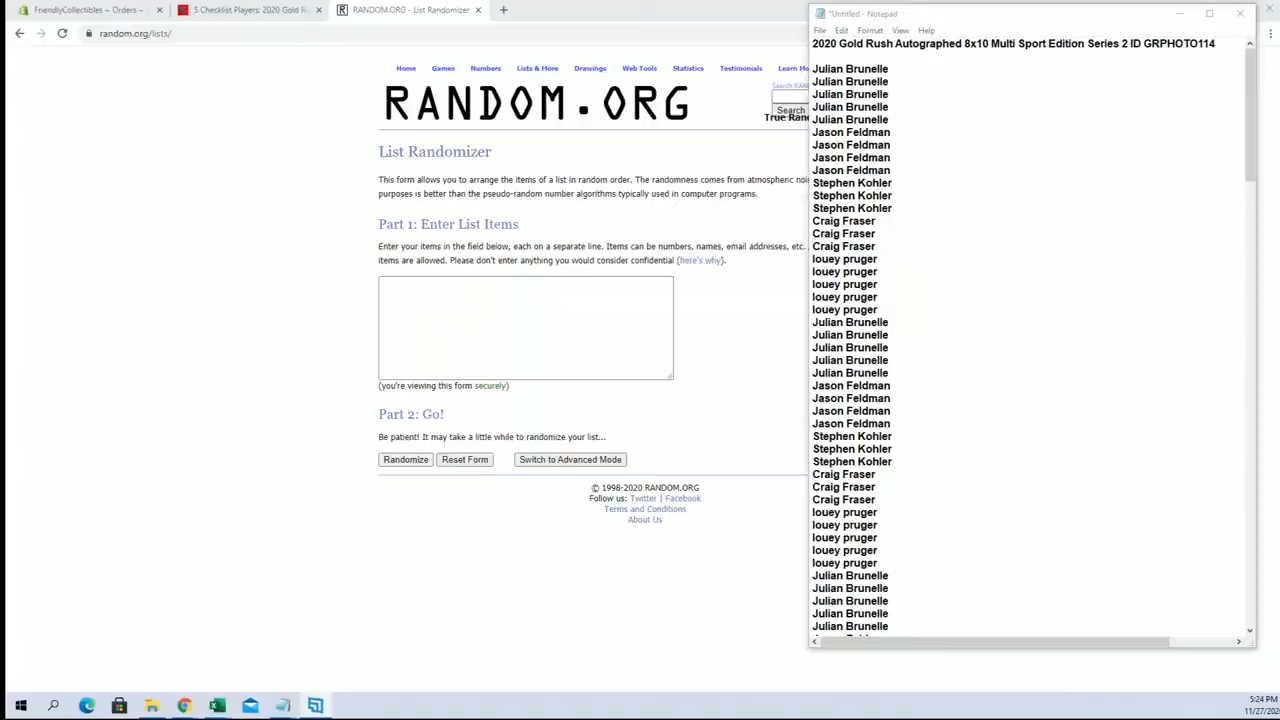 FriendlyCollectibles ~ Orders ~
5 Checklist Players: 2020 Gold R
RANDOM.ORG - List Randomizer
random.org/lists/
Home Games Numbers Lists & More Drawings Web Tools Statistics Testimonials Learn Mo
RANDOM.ORG
Search RAN
Search
True Ran
List Randomizer
This form allows you to arrange the items of a list in random order. The randomness comes from atmospheric noi
purposes is better than the pseudo-random number algorithms typically used in computer programs.
Part 1: Enter List Items
Enter your items in the field below, each on a separate line. Items can be numbers, names, email addresses, etc.
items are allowed. Please don't enter anything you would consider confidential (here's why).
(you're viewing this form securely)
Part 2: Go!
Be patient! It may take a little while to randomize your list...
Randomize Reset Form Switch to Advanced Mode
© 1998-2020 RANDOM.ORG
Follow us: Twitter | Facebook
Terms and Conditions
About Us
*Untitled - Notepad
File Edit Format View Help
2020 Gold Rush Autographed 8x10 Multi Sport Edition Series 2 ID GRPHOTO114
Julian Brunelle
Julian Brunelle
Julian Brunelle
Julian Brunelle
Julian Brunelle
Jason Feldman
Jason Feldman
Jason Feldman
Jason Feldman
Stephen Kohler
Stephen Kohler
Stephen Kohler
Craig Fraser
Craig Fraser
Craig Fraser
louey pruger
louey pruger
louey pruger
louey pruger
louey pruger
Julian Brunelle
Julian Brunelle
Julian Brunelle
Julian Brunelle
Julian Brunelle
Jason Feldman
Jason Feldman
Jason Feldman
Jason Feldman
Stephen Kohler
Stephen Kohler
Stephen Kohler
Craig Fraser
Craig Fraser
Craig Fraser
louey pruger
louey pruger
louey pruger
louey pruger
louey pruger
Julian Brunelle
Julian Brunelle
Julian Brunelle
Julian Brunelle
Julian Brunelle
5:24 PM
11/27/202